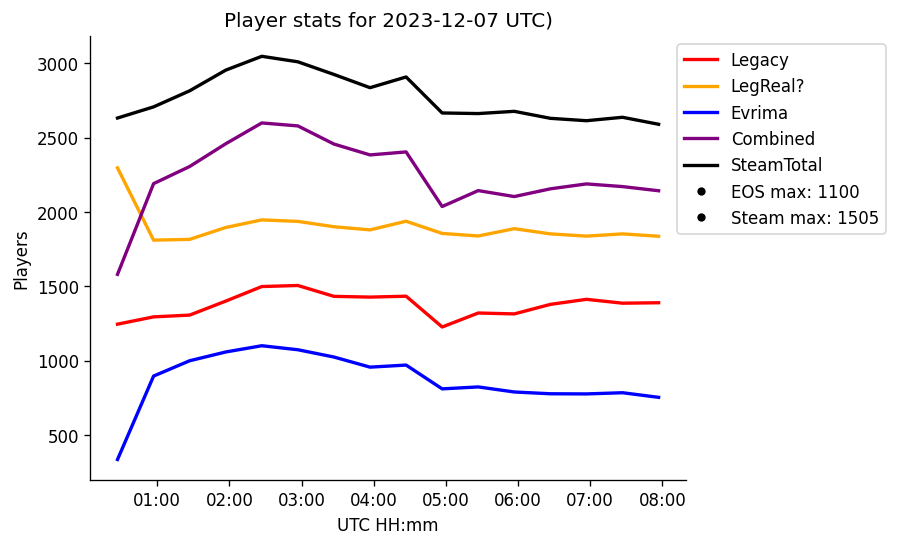 Player stats for 2023-12-07 UTC)
Players
3000
2500
2000
1500
1000
500
01:00 02:00 03:00 04:00 05:00 06:00 07:00 08:00
UTC HH:mm
Legacy
LegReal?
Evrima
Combined
SteamTotal
EOS max: 1100
Steam max: 1505